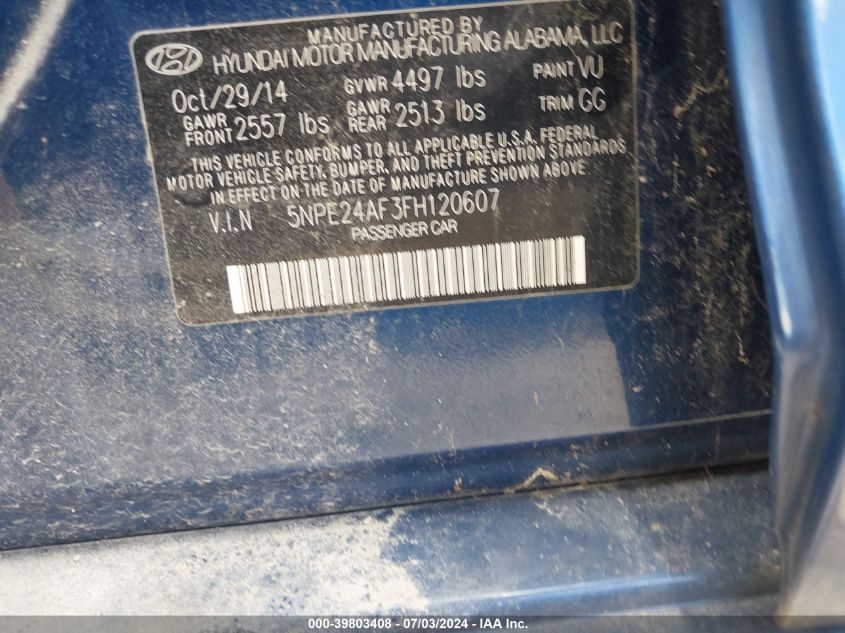 MANUFACTURED BY
HYUNDAI MOTOR MANUFACTURING ALABAMA, LLC
Oct/29/14 GVWR 4497 lbs PAINT VU
GAWR FRONT 2557 lbs GAWR REAR 2513 lbs TRIM GG
THIS VEHICLE CONFORMS TO ALL APPLICABLE U.S.A. FEDERAL
MOTOR VEHICLE SAFETY, BUMPER, AND THEFT PREVENTION STANDARDS
IN EFFECT ON THE DATE OF MANUFACTURE SHOWN ABOVE
V.I.N 5NPE24AF3FH120607
PASSENGER CAR
000-39803408 - 07/03/2024 - IAA Inc.